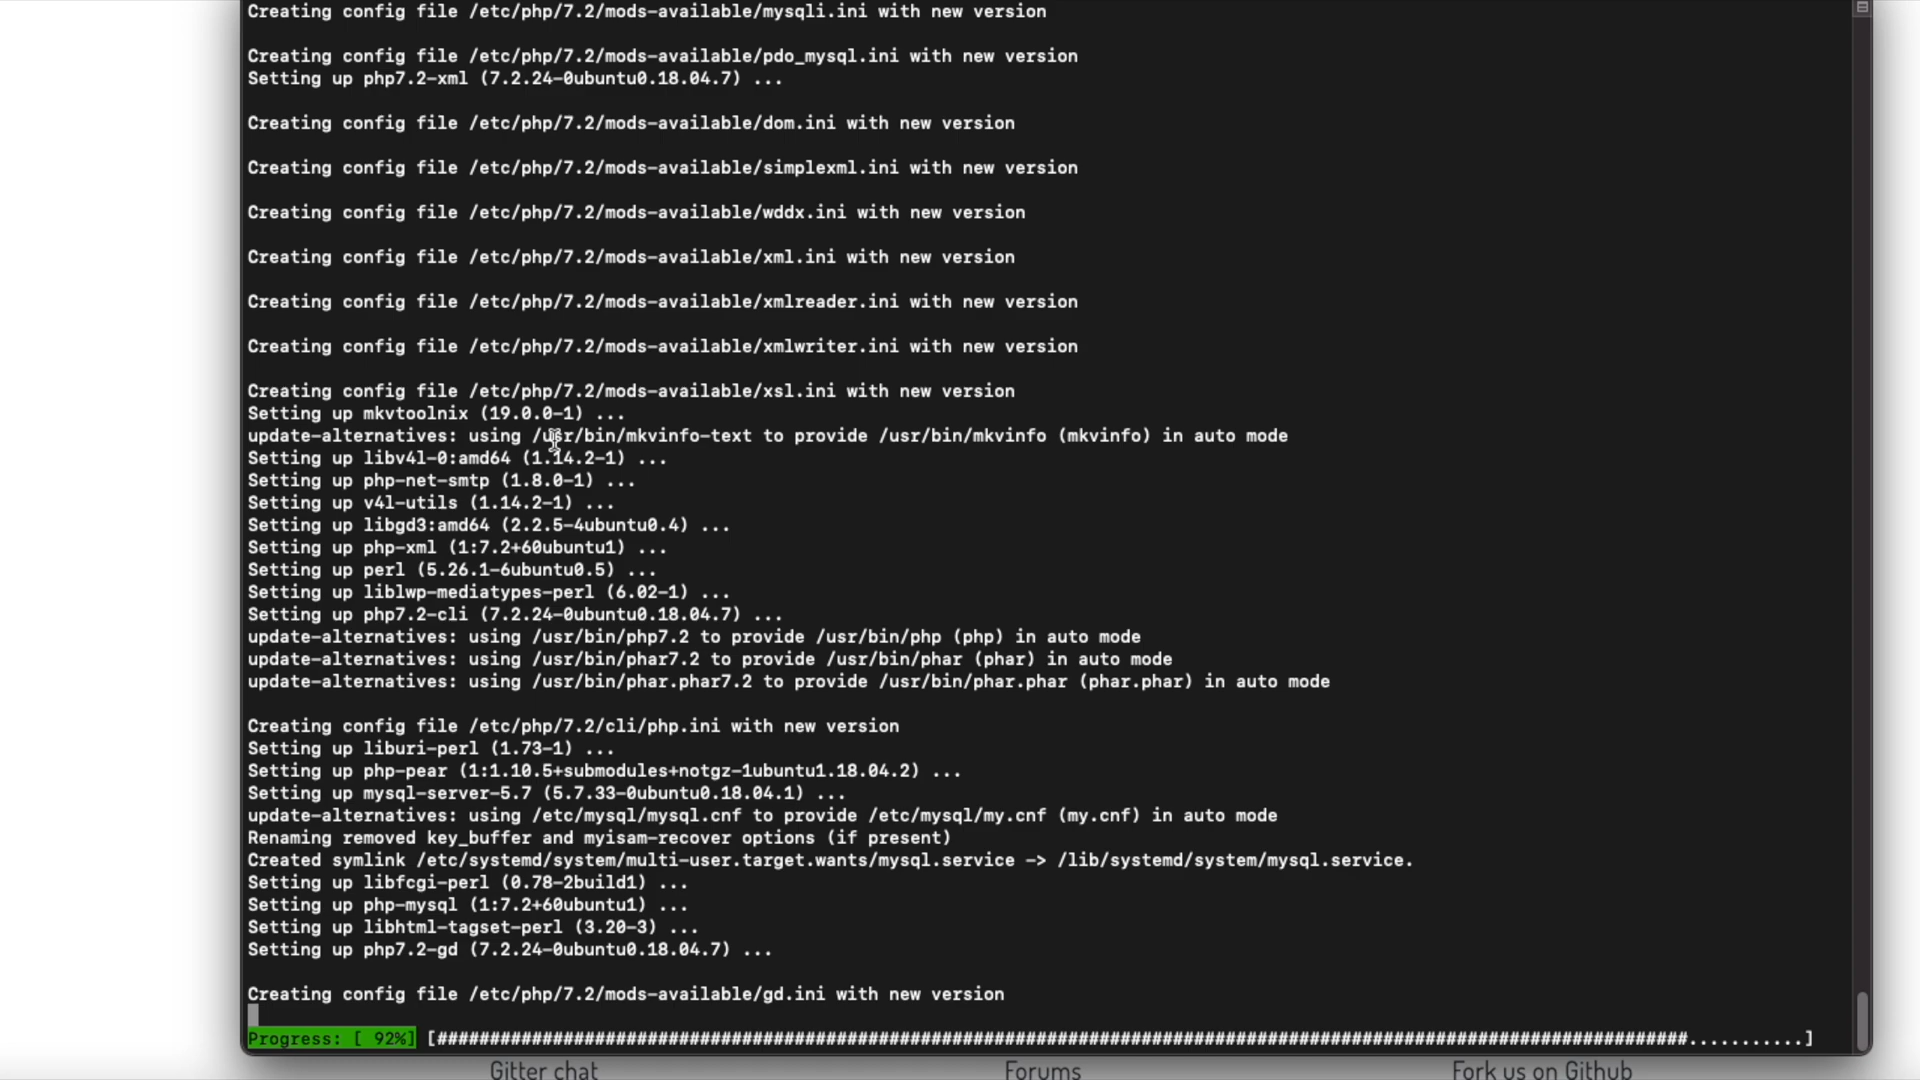 Creating config file /etc/php/7.2/mods-available/mysqli.ini with new version
Creating config file /etc/php/7.2/mods-available/pdo_mysql.ini with new version
Setting up php7.2-xml (7.2.24-0ubuntu0.18.04.7) ...
Creating config file /etc/php/7.2/mods-available/dom.ini with new version
Creating config file /etc/php/7.2/mods-available/simplexml.ini with new version
Creating config file /etc/php/7.2/mods-available/wddx.ini with new version
Creating config file /etc/php/7.2/mods-available/xml.ini with new version
Creating config file /etc/php/7.2/mods-available/xmlreader.ini with new version
Creating config file /etc/php/7.2/mods-available/xmlwriter.ini with new version
Creating config file /etc/php/7.2/mods-available/xsl.ini with new version
Setting up mkvtoolnix (19.0.0-1) ...
update-alternatives: using /usr/bin/mkvinfo-text to provide /usr/bin/mkvinfo (mkvinfo) in auto mode
Setting up libv4l-0:amd64 (1.14.2-1) ...
Setting up php-net-smtp (1.8.0-1) ...
Setting up v4l-utils (1.14.2-1) ...
Setting up libgd3:amd64 (2.2.5-4ubuntu0.4) ...
Setting up php-xml (1:7.2+60ubuntu1) ...
Setting up perl (5.26.1-6ubuntu0.5) ...
Setting up liblwp-mediatypes-perl (6.02-1) ...
Setting up php7.2-cli (7.2.24-0ubuntu0.18.04.7) ...
update-alternatives: using /usr/bin/php7.2 to provide /usr/bin/php (php) in auto mode
update-alternatives: using /usr/bin/phar7.2 to provide /usr/bin/phar (phar) in auto mode
update-alternatives: using /usr/bin/phar.phar7.2 to provide /usr/bin/phar.phar (phar.phar) in auto mode
Creating config file /etc/php/7.2/cli/php.ini with new version
Setting up liburi-perl (1.73-1) ...
Setting up php-pear (1:1.10.5+submodules+notgz-1ubuntu1.18.04.2) ...
Setting up mysql-server-5.7 (5.7.33-0ubuntu0.18.04.1) ...
update-alternatives: using /etc/mysql/mysql.cnf to provide /etc/mysql/my.cnf (my.cnf) in auto mode
Renaming removed key_buffer and myisam-recover options (if present)
Created symlink /etc/systemd/system/multi-user.target.wants/mysql.service -> /lib/systemd/system/mysql.service.
Setting up libfcgi-perl (0.78-2build1) ...
Setting up php-mysql (1:7.2+60ubuntu1) ...
Setting up libhtml-tagset-perl (3.20-3) ...
Setting up php7.2-gd (7.2.24-0ubuntu0.18.04.7) ...
Creating config file /etc/php/7.2/mods-available/gd.ini with new version
Progress: [ 92%] [#######################################################################################################################...........]
Gitter chat Forums Fork us on Github